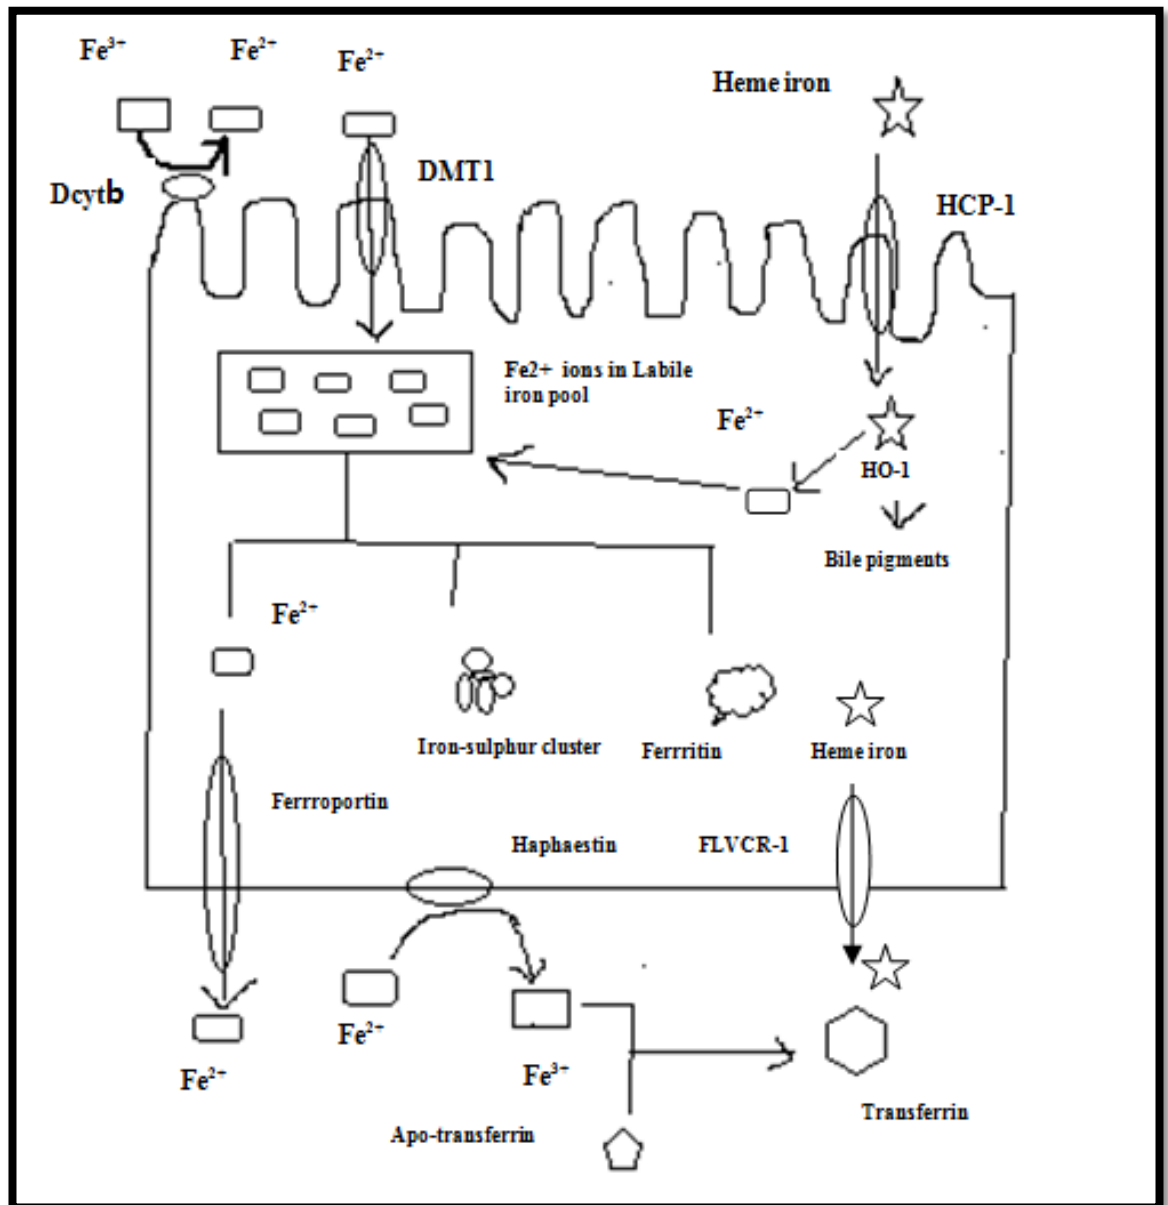 Fe³⁺
Fe²⁺
Fe²⁺
Heme iron
DMT1
Dcytb
HCP-1
Fe2+ ions in Labile
iron pool
Fe²⁺
HO-1
Bile pigments
Fe²⁺
Iron-sulphur cluster
Ferrritin
Heme iron
Ferrroportin
Haphaestin
FLVCR-1
Fe²⁺
Fe²⁺
Fe³⁺
Transferrin
Apo-transferrin